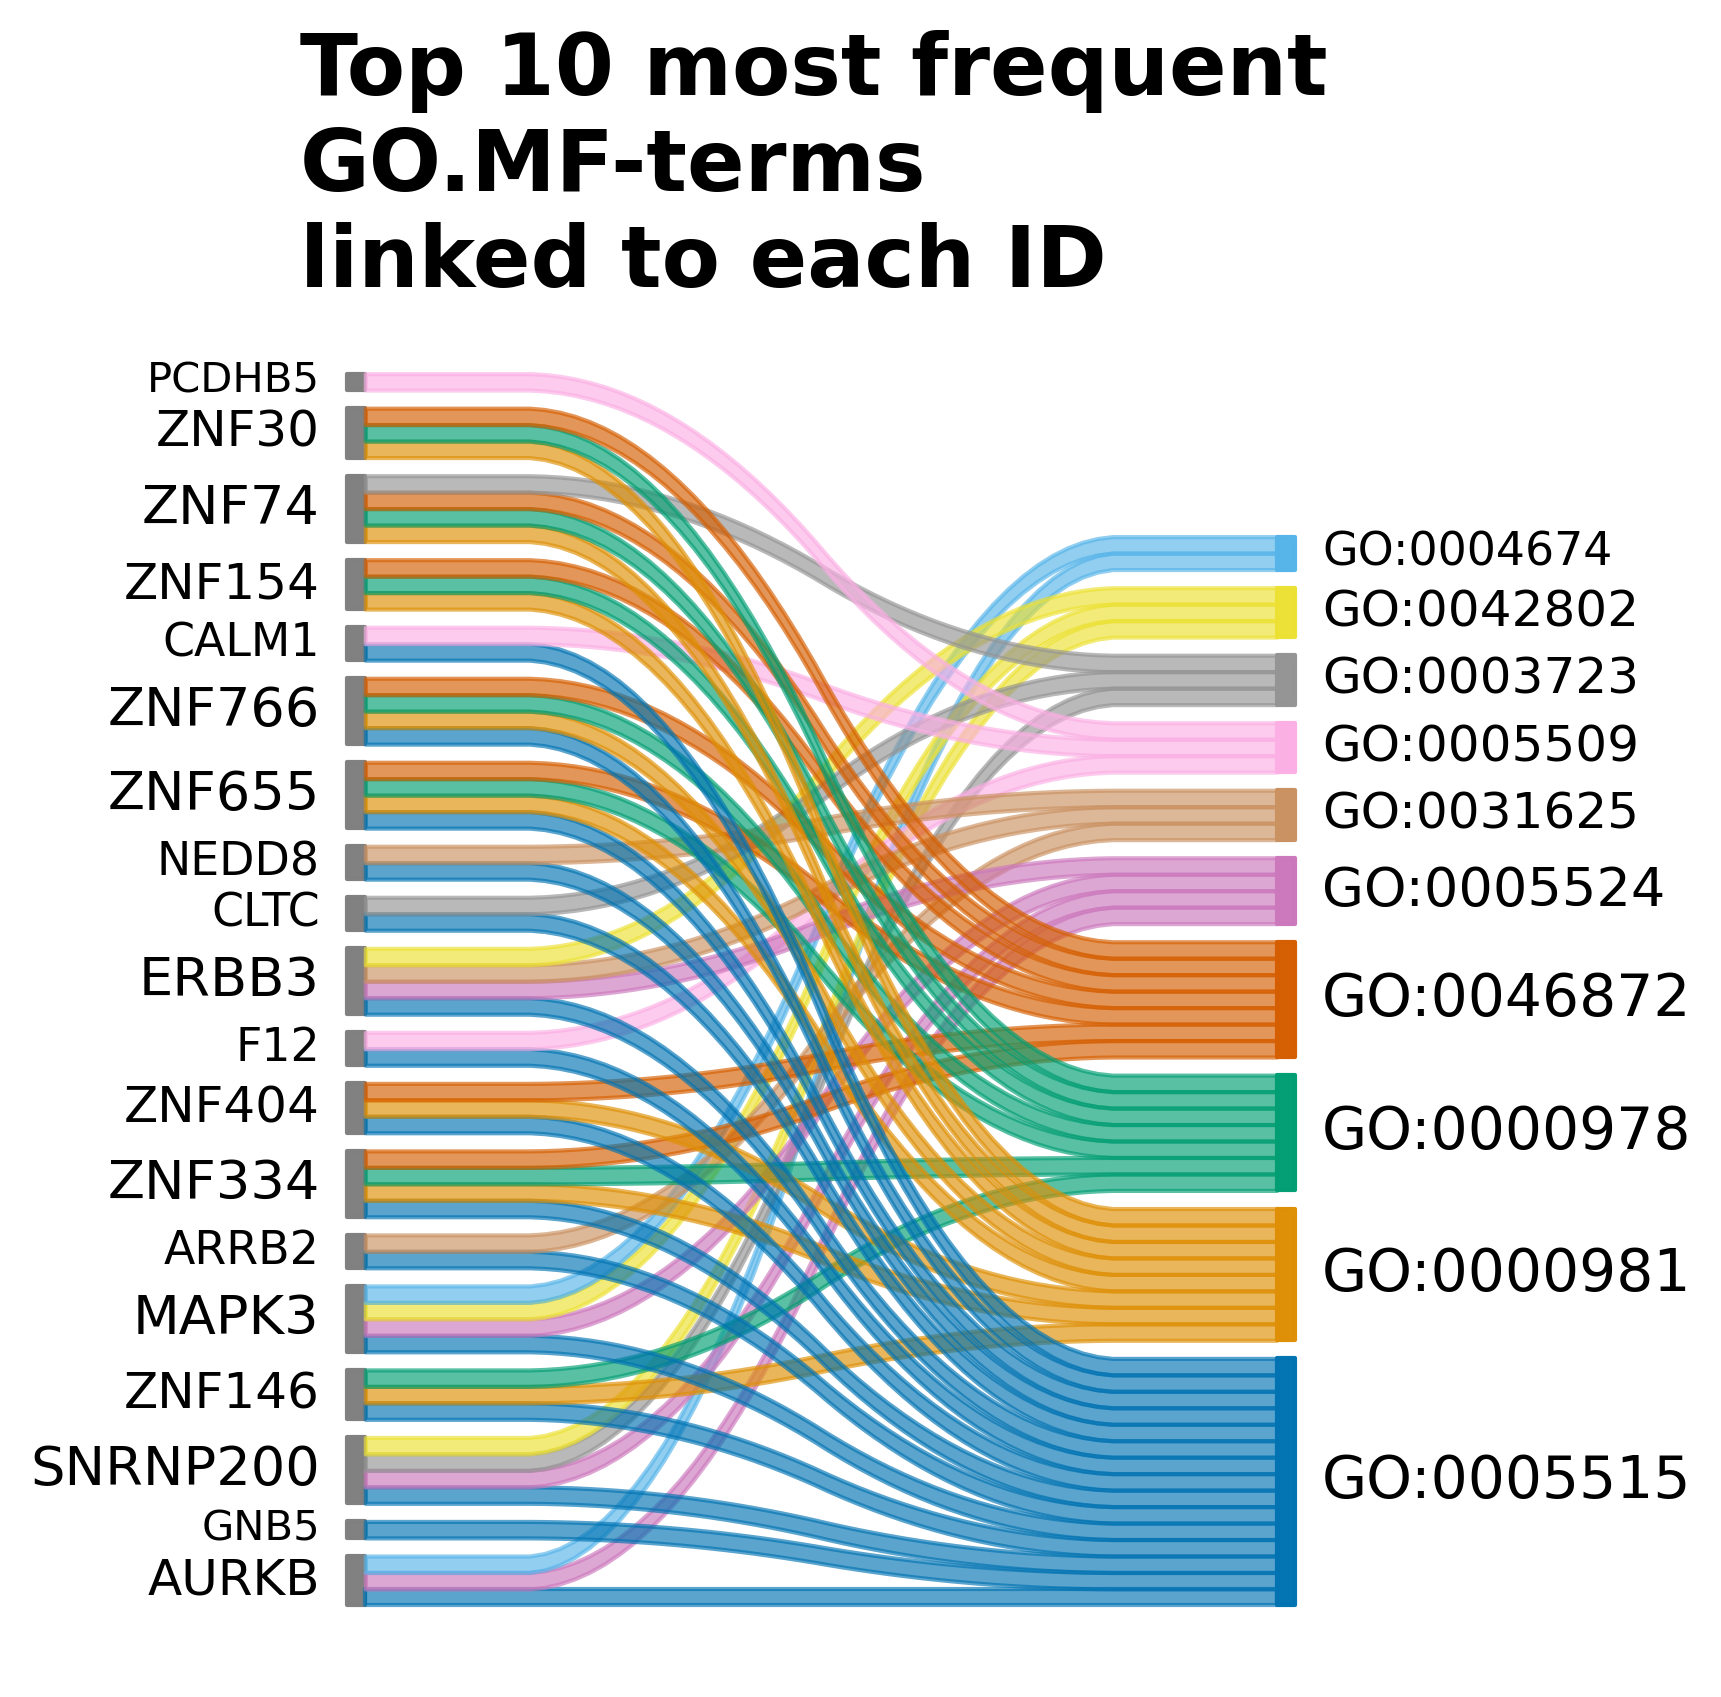 Top 10 most frequent
GO.MF-terms
linked to each ID
PCDHB5
ZNF30
ZNF74
ZNF154
CALM1
ZNF766
ZNF655
NEDD8
CLTC
ERBB3
F12
ZNF404
ZNF334
ARRB2
MAPK3
ZNF146
SNRNP200
GNB5
AURKB
GO:0004674
GO:0042802
GO:0003723
GO:0005509
GO:0031625
GO:0005524
GO:0046872
GO:0000978
GO:0000981
GO:0005515